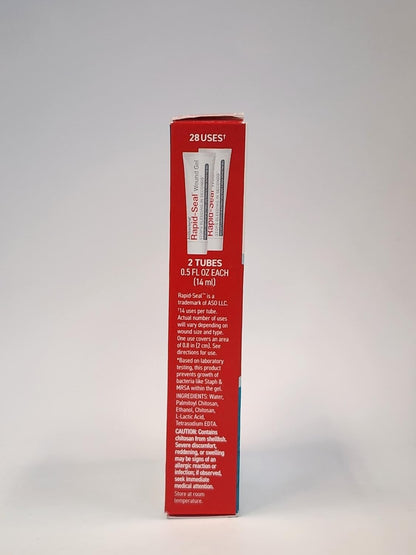 28 USES†
Rapid-Seal™ Wound Gel
Rapid-Seal™
2 TUBES
0.5 FL OZ EACH
(14 ml)
Rapid-Seal™ is a
trademark of ASO LLC.
†14 uses per tube.
Actual number of uses
will vary depending on
wound size and type.
One use covers an area
of 0.8 in (2 cm). See
directions for use.
*Based on laboratory
testing, this product
prevents growth of
bacteria like Staph &
MRSA within the gel.
INGREDIENTS: Water,
Palmitoyl Chitosan,
Ethanol, Chitosan,
L-Lactic Acid,
Tetrasodium EDTA.
CAUTION: Contains
chitosan from shellfish.
Severe discomfort,
reddening, or swelling
may be signs of an
allergic reaction or
infection; if observed,
seek immediate
medical attention.
Store at room
temperature.